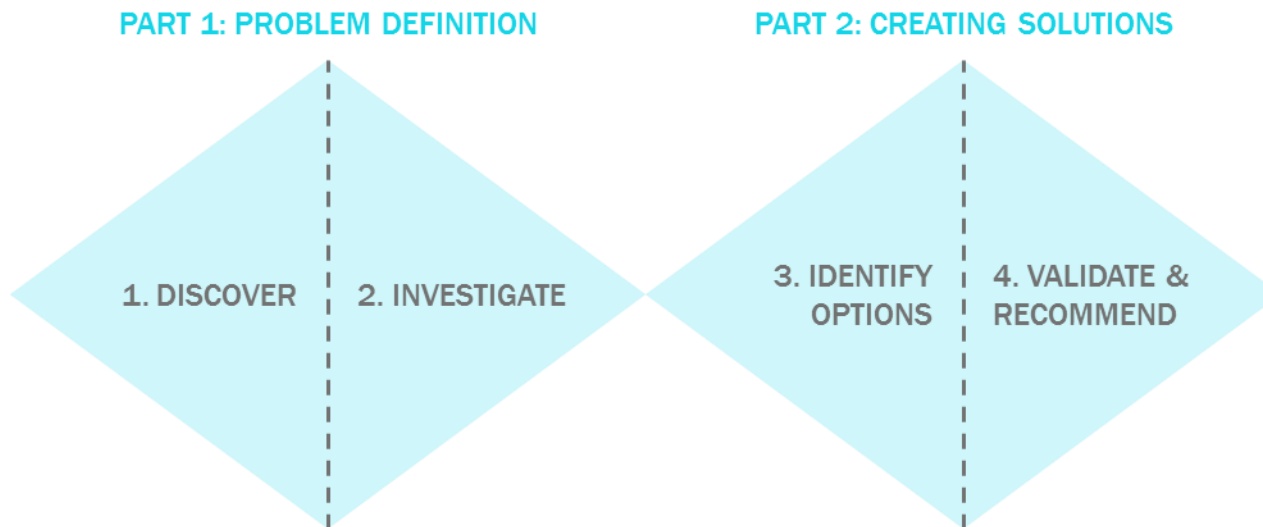 PART 1: PROBLEM DEFINITION
PART 2: CREATING SOLUTIONS
1. DISCOVER
2. INVESTIGATE
3. IDENTIFY
OPTIONS
4. VALIDATE &
RECOMMEND